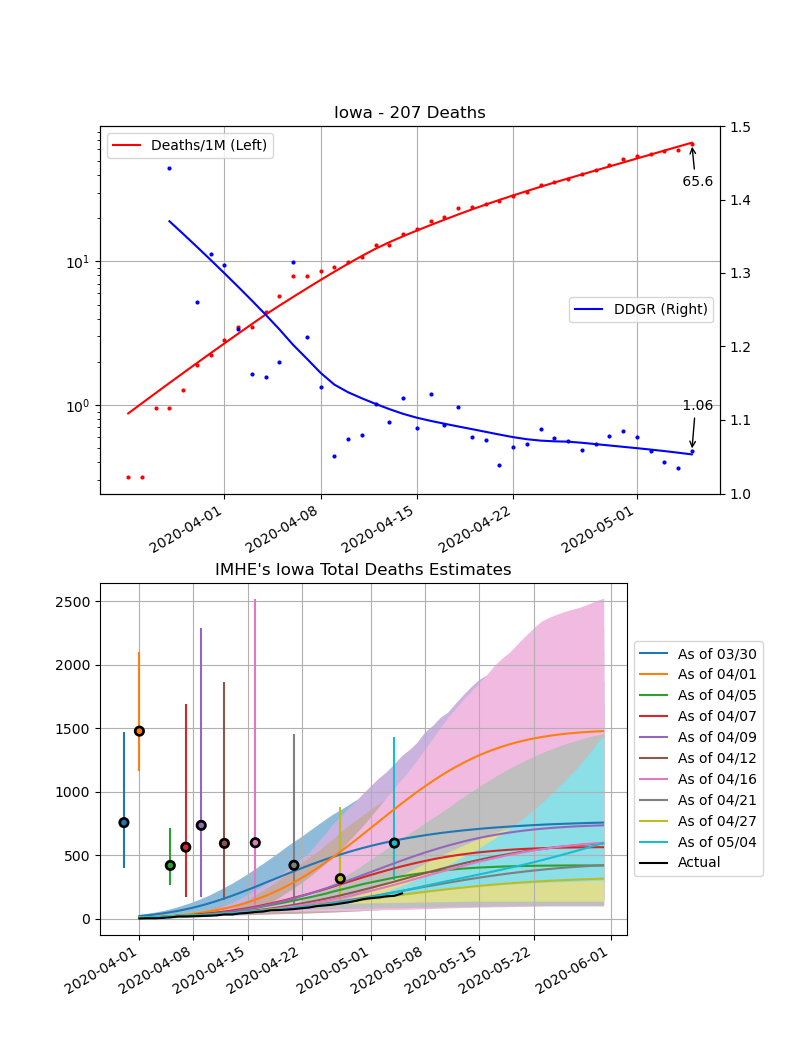 Iowa - 207 Deaths
Deaths/1M (Left)
DDGR (Right)
65.6
1.06
10¹
10⁰
1.5
1.4
1.3
1.2
1.1
1.0
2020-04-01
2020-04-08
2020-04-15
2020-04-22
2020-05-01
IMHE's Iowa Total Deaths Estimates
2500
2000
1500
1000
500
0
2020-04-01
2020-04-08
2020-04-15
2020-04-22
2020-05-01
2020-05-08
2020-05-15
2020-05-22
2020-06-01
As of 03/30
As of 04/01
As of 04/05
As of 04/07
As of 04/09
As of 04/12
As of 04/16
As of 04/21
As of 04/27
As of 05/04
Actual